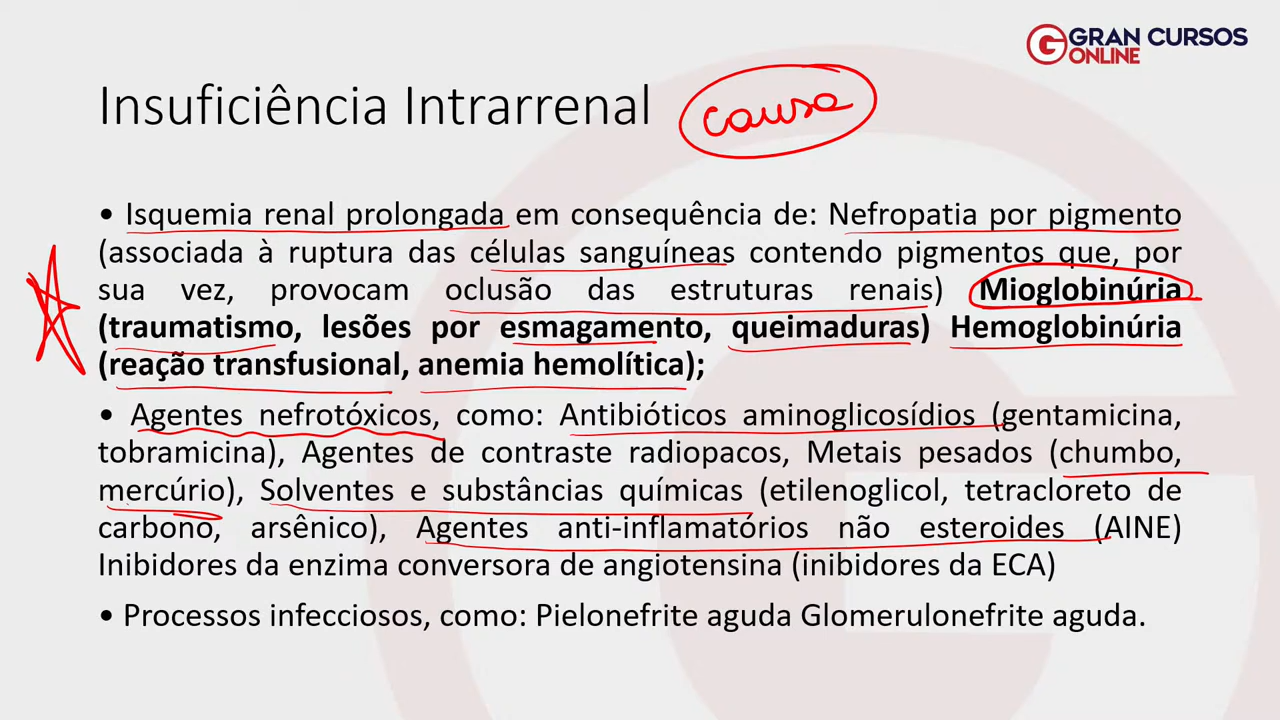 GRAN CURSOS
ONLINE
Insuficiência Intrarrenal causa
• Isquemia renal prolongada em consequência de: Nefropatia por pigmento
(associada à ruptura das células sanguíneas contendo pigmentos que, por
sua vez, provocam oclusão das estruturas renais) Mioglobinúria
(traumatismo, lesões por esmagamento, queimaduras) Hemoglobinúria
(reação transfusional, anemia hemolítica);
• Agentes nefrotóxicos, como: Antibióticos aminoglicosídios (gentamicina,
tobramicina), Agentes de contraste radiopacos, Metais pesados (chumbo,
mercúrio), Solventes e substâncias químicas (etilenoglicol, tetracloreto de
carbono, arsênico), Agentes anti-inflamatórios não esteroides (AINE)
Inibidores da enzima conversora de angiotensina (inibidores da ECA)
• Processos infecciosos, como: Pielonefrite aguda Glomerulonefrite aguda.